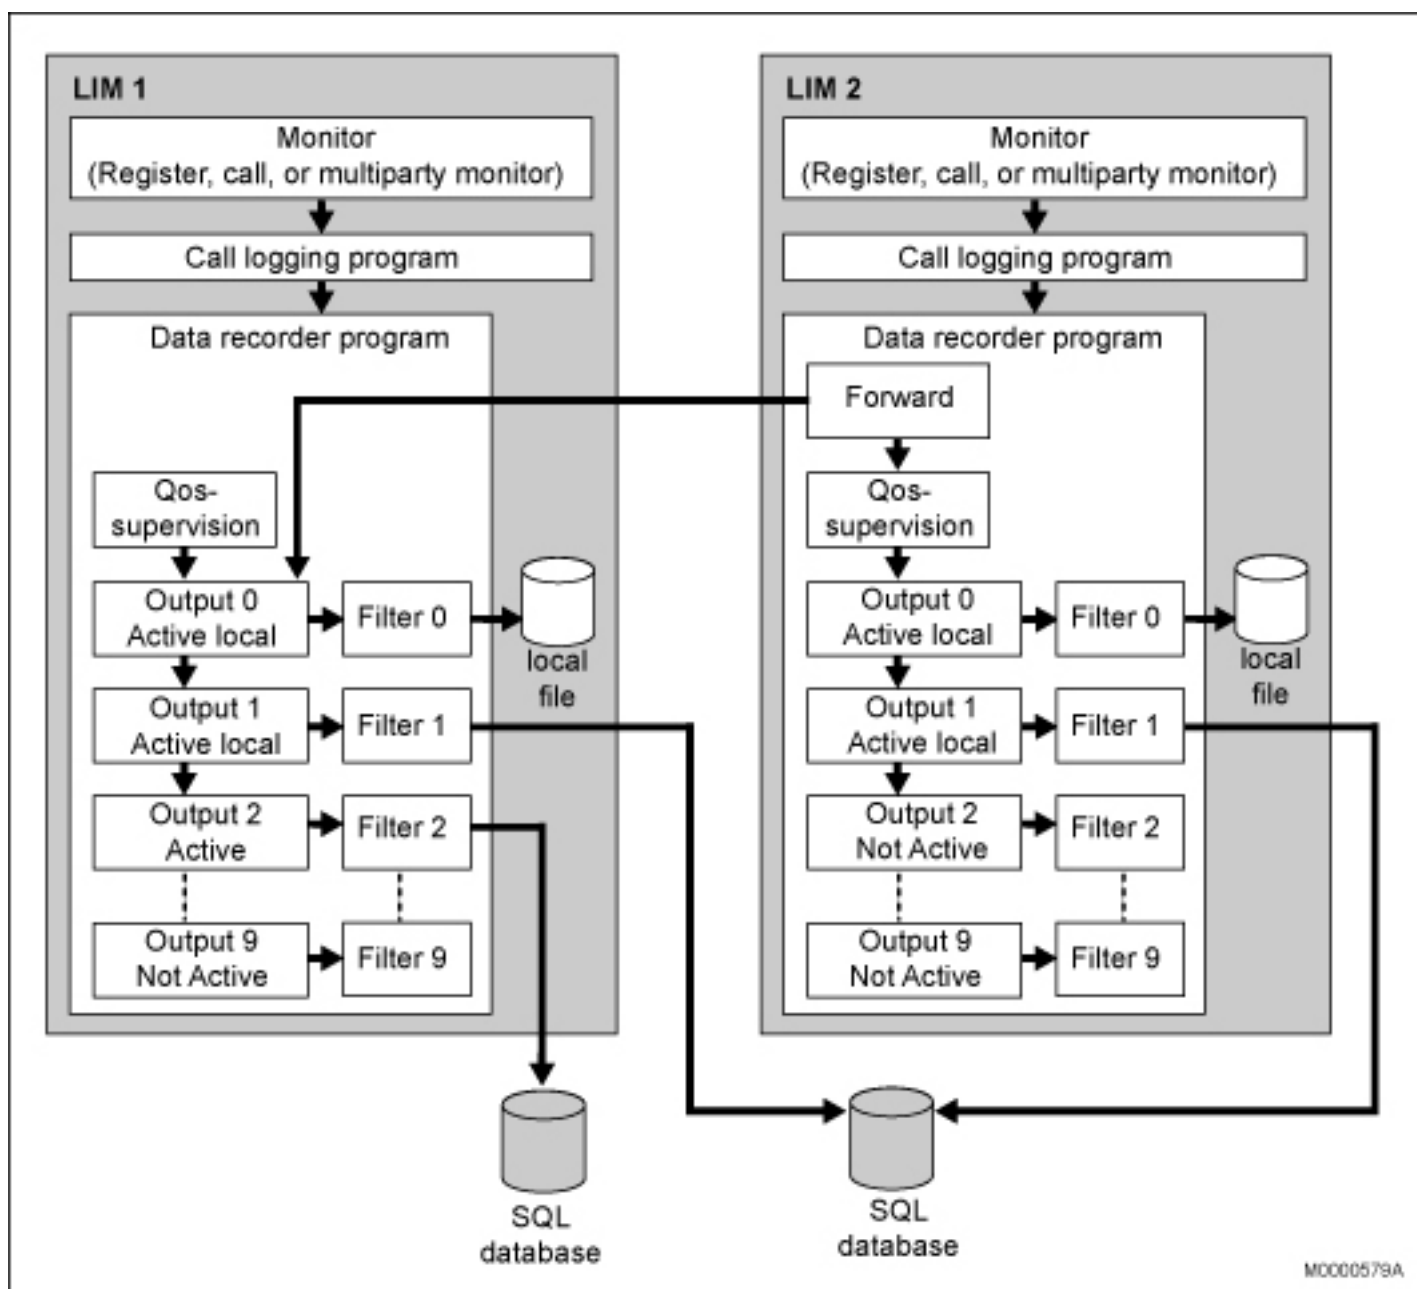 LIM 1
Monitor
(Register, call, or multiparty monitor)
Call logging program
Data recorder program
Qos-
supervision
Output 0
Active local
Filter 0
local
file
Output 1
Active local
Filter 1
Output 2
Active
Filter 2
Output 9
Not Active
Filter 9
SQL
database
LIM 2
Monitor
(Register, call, or multiparty monitor)
Call logging program
Data recorder program
Forward
Qos-
supervision
Output 0
Active local
Filter 0
local
file
Output 1
Active local
Filter 1
Output 2
Not Active
Filter 2
Output 9
Not Active
Filter 9
SQL
database
M0000579A